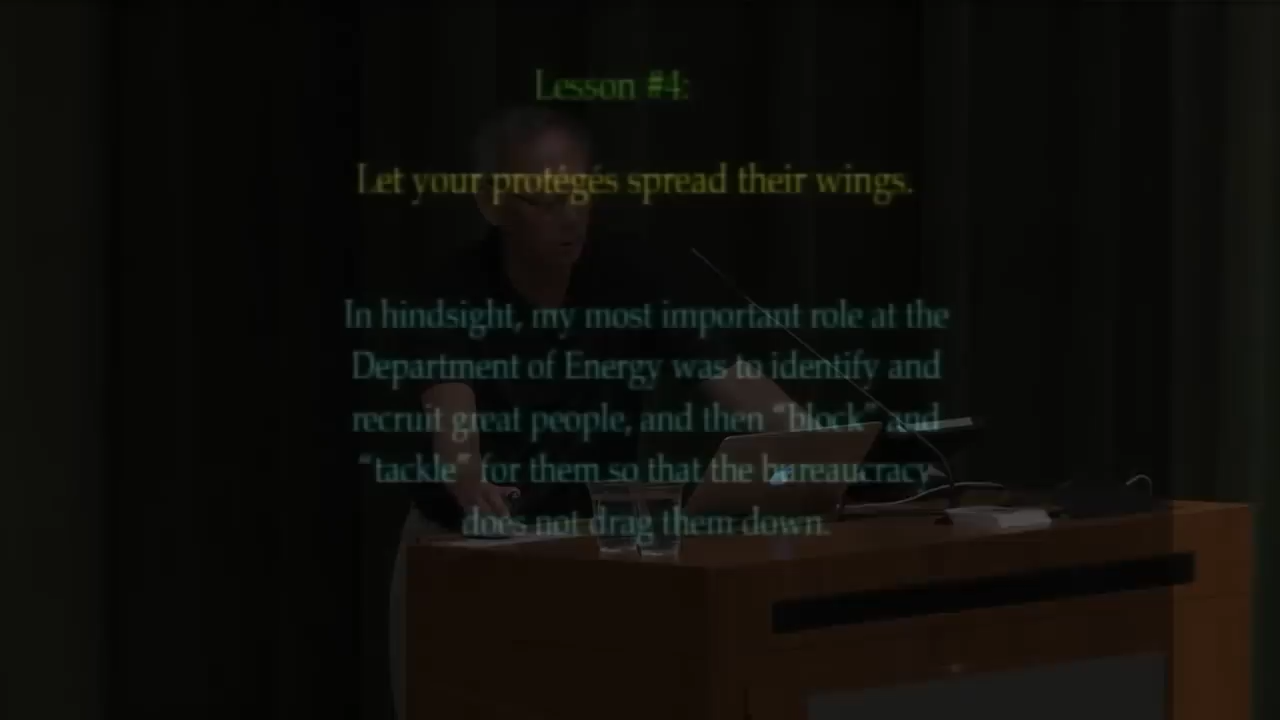 Lesson #4:
Let your protégés spread their wings.
In hindsight, my most important role at the
Department of Energy was to identify and
recruit great people, and then “block” and
“tackle” for them so that the bureaucracy
does not drag them down.